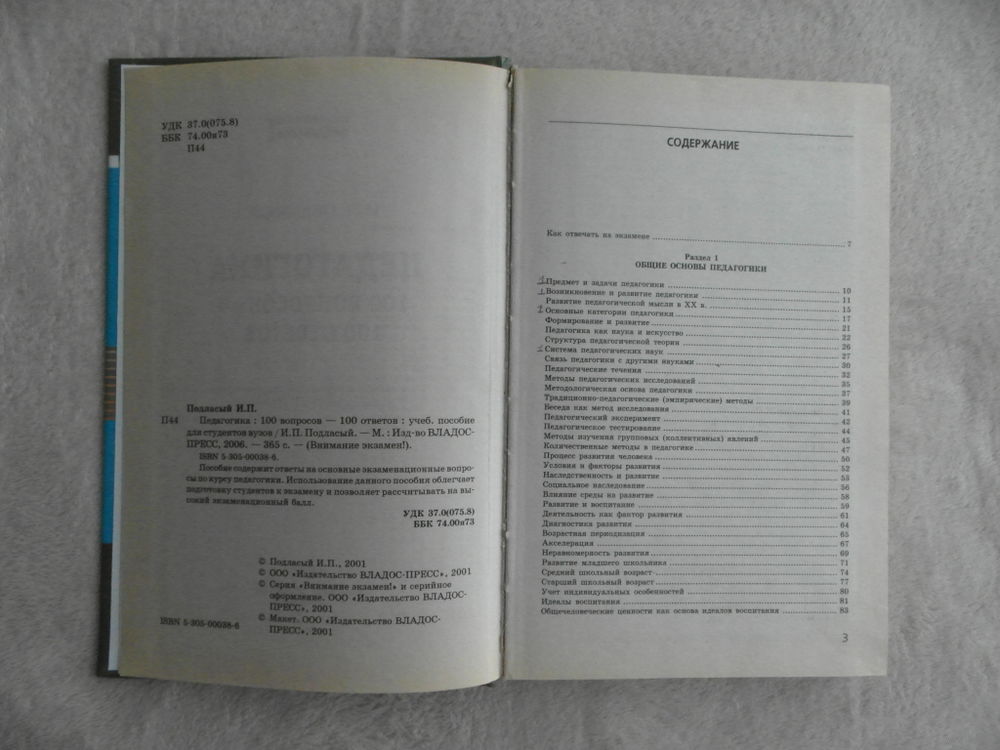 УДК 37.0(075.8)
ББК 74.00я73
П44
Подласый И.П.
П44 Педагогика : 100 вопросов — 100 ответов : учеб. пособие
для студентов вузов / И.П. Подласый. — М. : Изд-во ВЛАДОС-
ПРЕСС, 2006. — 365 с. — (Внимание экзамен!).
ISBN 5-305-00038-6.
Пособие содержит ответы на основные экзаменационные вопро-
сы по курсу педагогики. Использование данного пособия облегчает
подготовку студентов к экзамену и позволяет рассчитывать на вы-
сокий экзаменационный балл.
УДК 37.0(075.8)
ББК 74.00я73
© Подласый И.П., 2001
© ООО «Издательство ВЛАДОС-ПРЕСС», 2001
© Серия «Внимание экзамен!» и серийное
оформление. ООО «Издательство ВЛАДОС-
ПРЕСС», 2001
© Макет. ООО «Издательство ВЛАДОС-
ПРЕСС», 2001
ISBN 5-305-00038-6
СОДЕРЖАНИЕ
Как отвечать на экзамене 7
Раздел 1
ОБЩИЕ ОСНОВЫ ПЕДАГОГИКИ
Предмет и задачи педагогики 10
Возникновение и развитие педагогики 11
Развитие педагогической мысли в XX в. 15
Основные категории педагогики 17
Формирование и развитие 21
Педагогика как наука и искусство 22
Структура педагогической теории 26
Система педагогических наук 27
Связь педагогики с другими науками 30
Педагогические течения 32
Методы педагогических исследований 35
Методологическая основа педагогики 37
Традиционно-педагогические (эмпирические) методы 39
Беседа как метод исследования 41
Педагогический эксперимент 42
Педагогическое тестирование 44
Методы изучения групповых (коллективных) явлений 45
Количественные методы в педагогике 47
Процесс развития человека 50
Условия и факторы развития 52
Наследственность и развитие 53
Социальное наследование 56
Влияние среды на развитие 58
Развитие и воспитание 59
Деятельность как фактор развития 61
Диагностика развития 64
Возрастная периодизация 65
Акселерация 67
Неравномерность развития 69
Развитие младшего школьника 71
Средний школьный возраст 74
Старший школьный возраст 77
Учет индивидуальных особенностей 80
Идеалы воспитания 81
Общечеловеческие ценности как основа идеалов воспитания 83
3